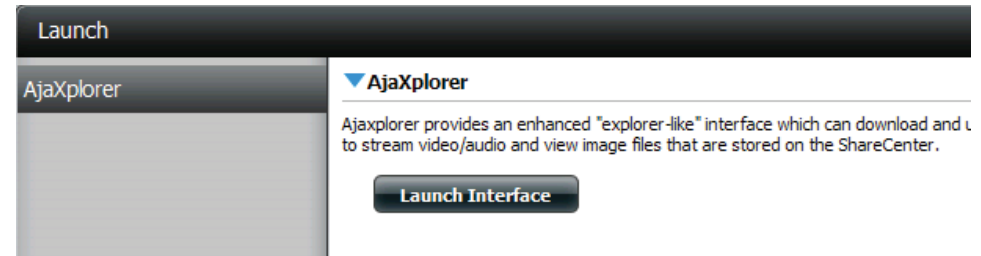 Launch
AjaXplorer
AjaXplorer
Ajaxplorer provides an enhanced "explorer-like" interface which can download and
to stream video/audio and view image files that are stored on the ShareCenter.
Launch Interface